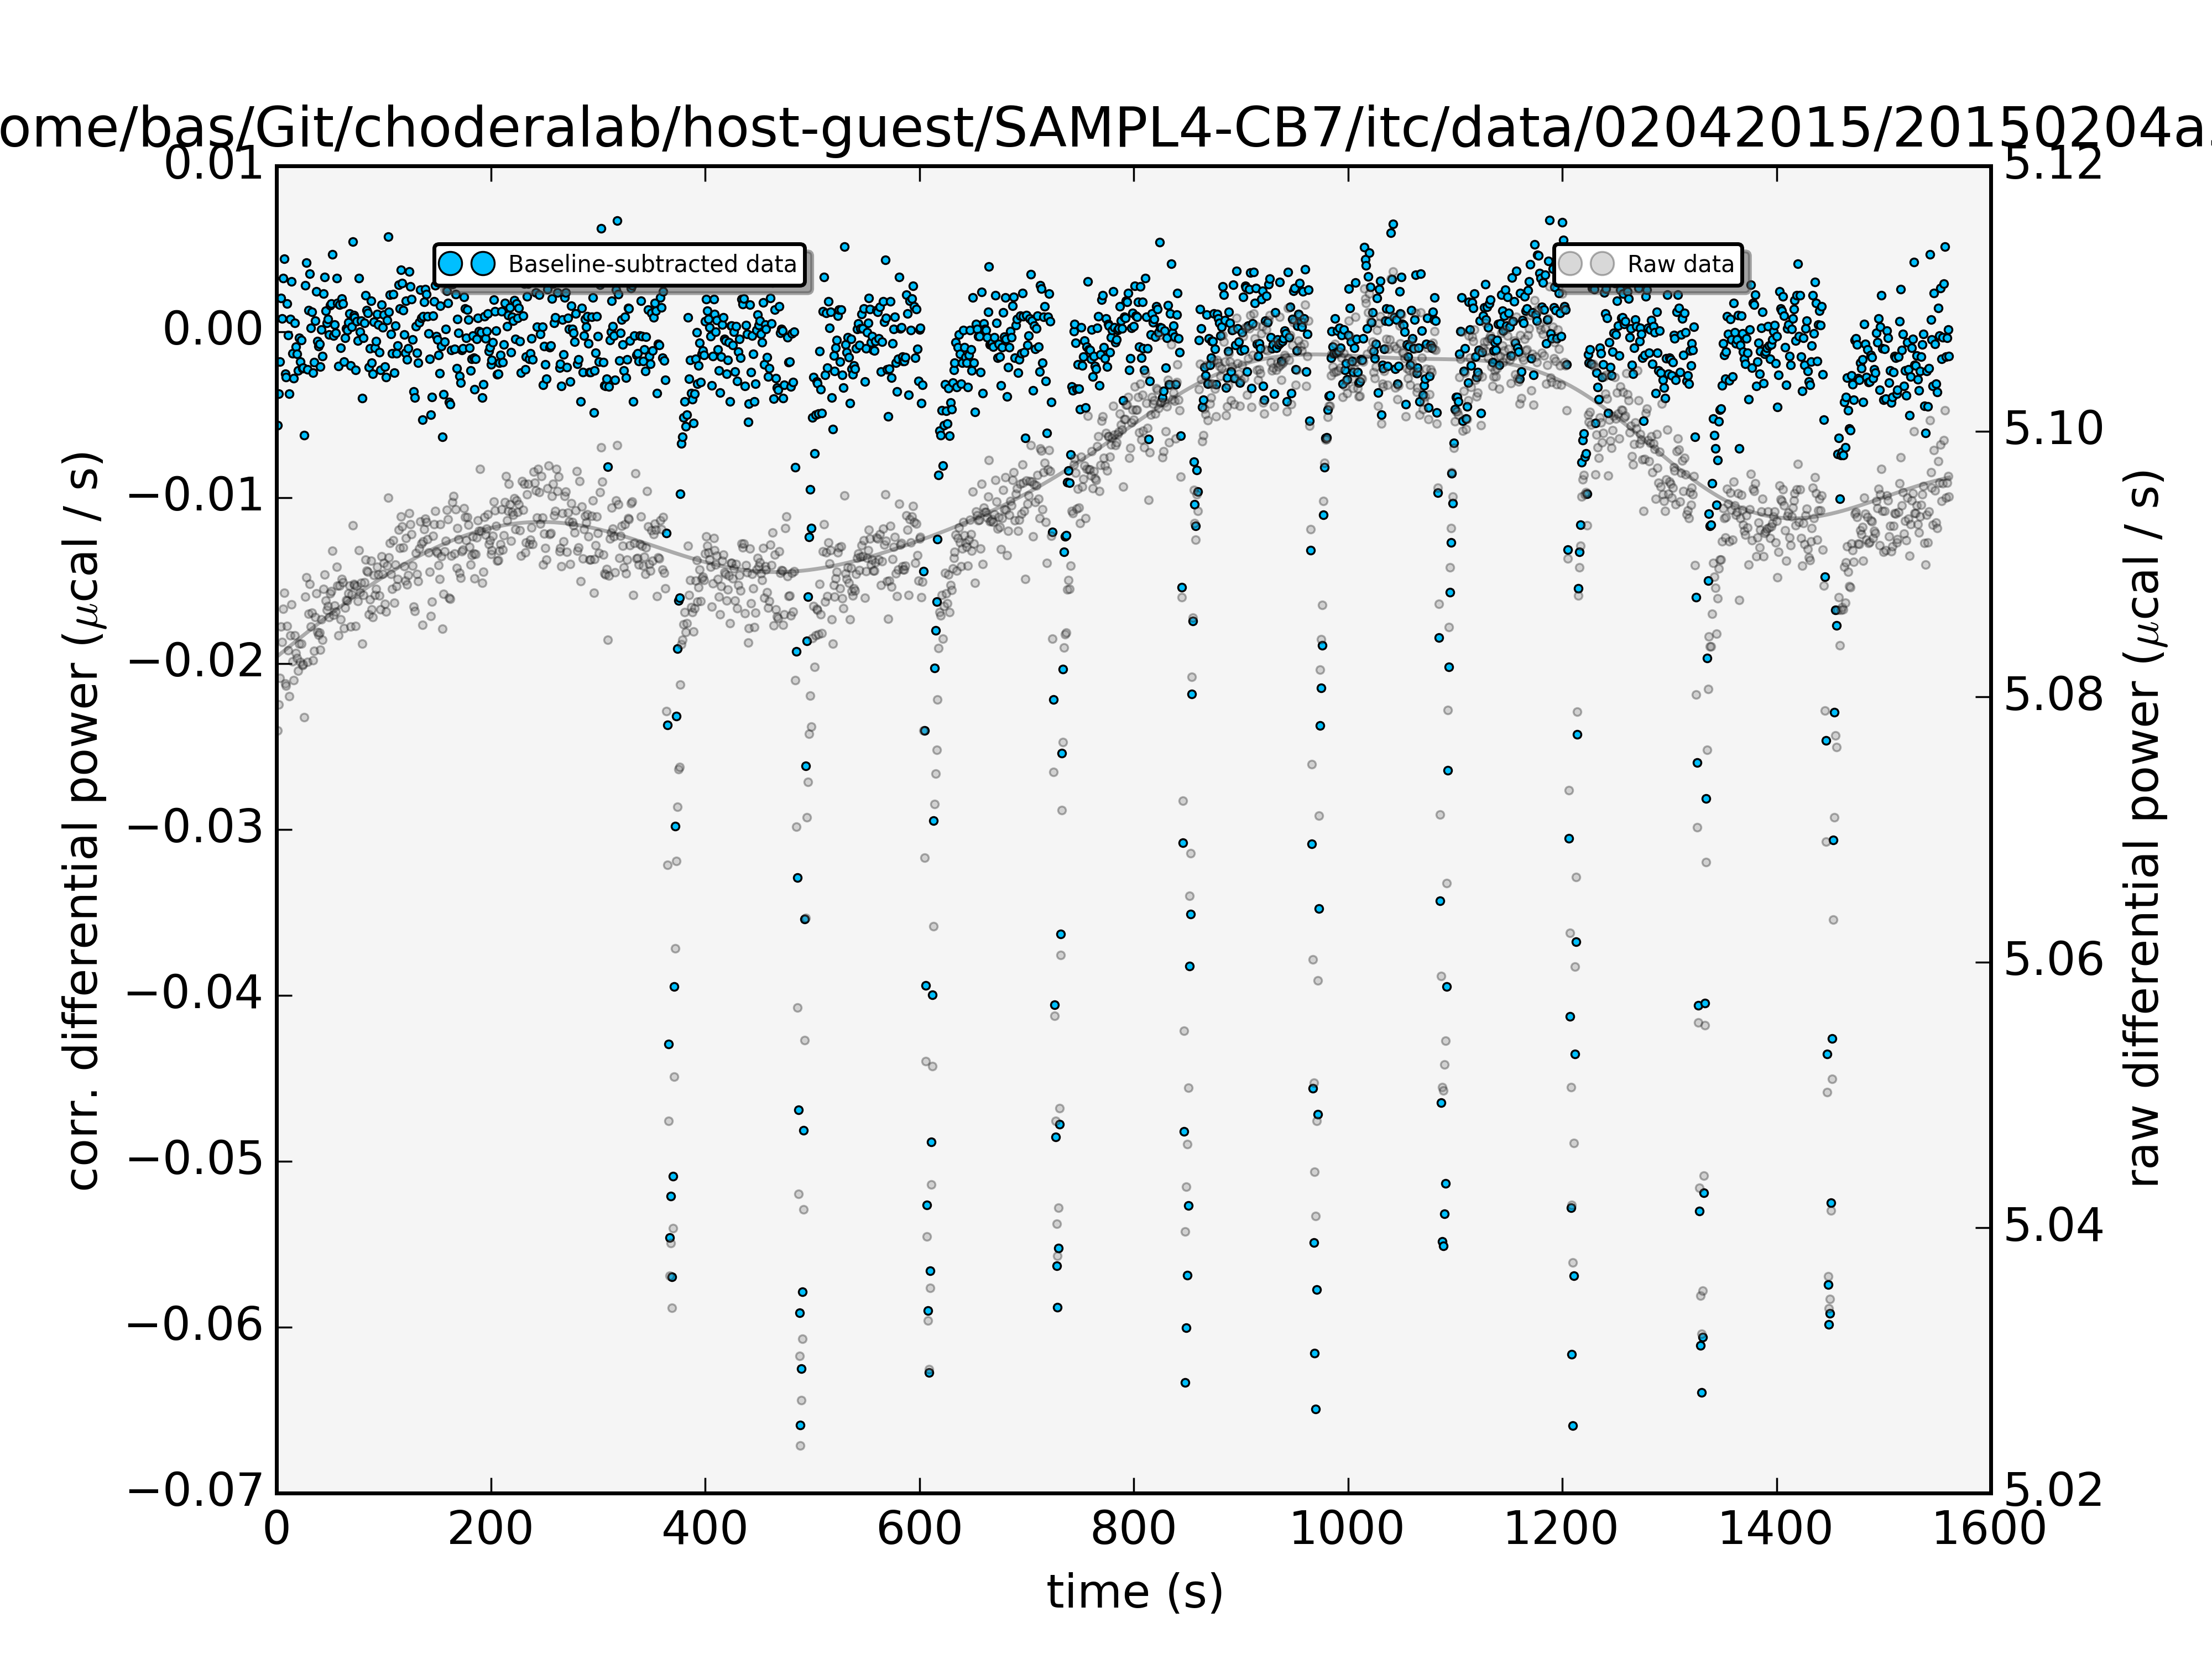 ome/bas/Git/choderalab/host-guest/SAMPL4-CB7/itc/data/02042015/20150204a
0.01
0.00
−0.01
−0.02
−0.03
−0.04
−0.05
−0.06
−0.07
corr. differential power (μcal / s)
Baseline-subtracted data
Raw data
5.12
5.10
5.08
5.06
5.04
5.02
raw differential power (μcal / s)
0 200 400 600 800 1000 1200 1400 1600
time (s)